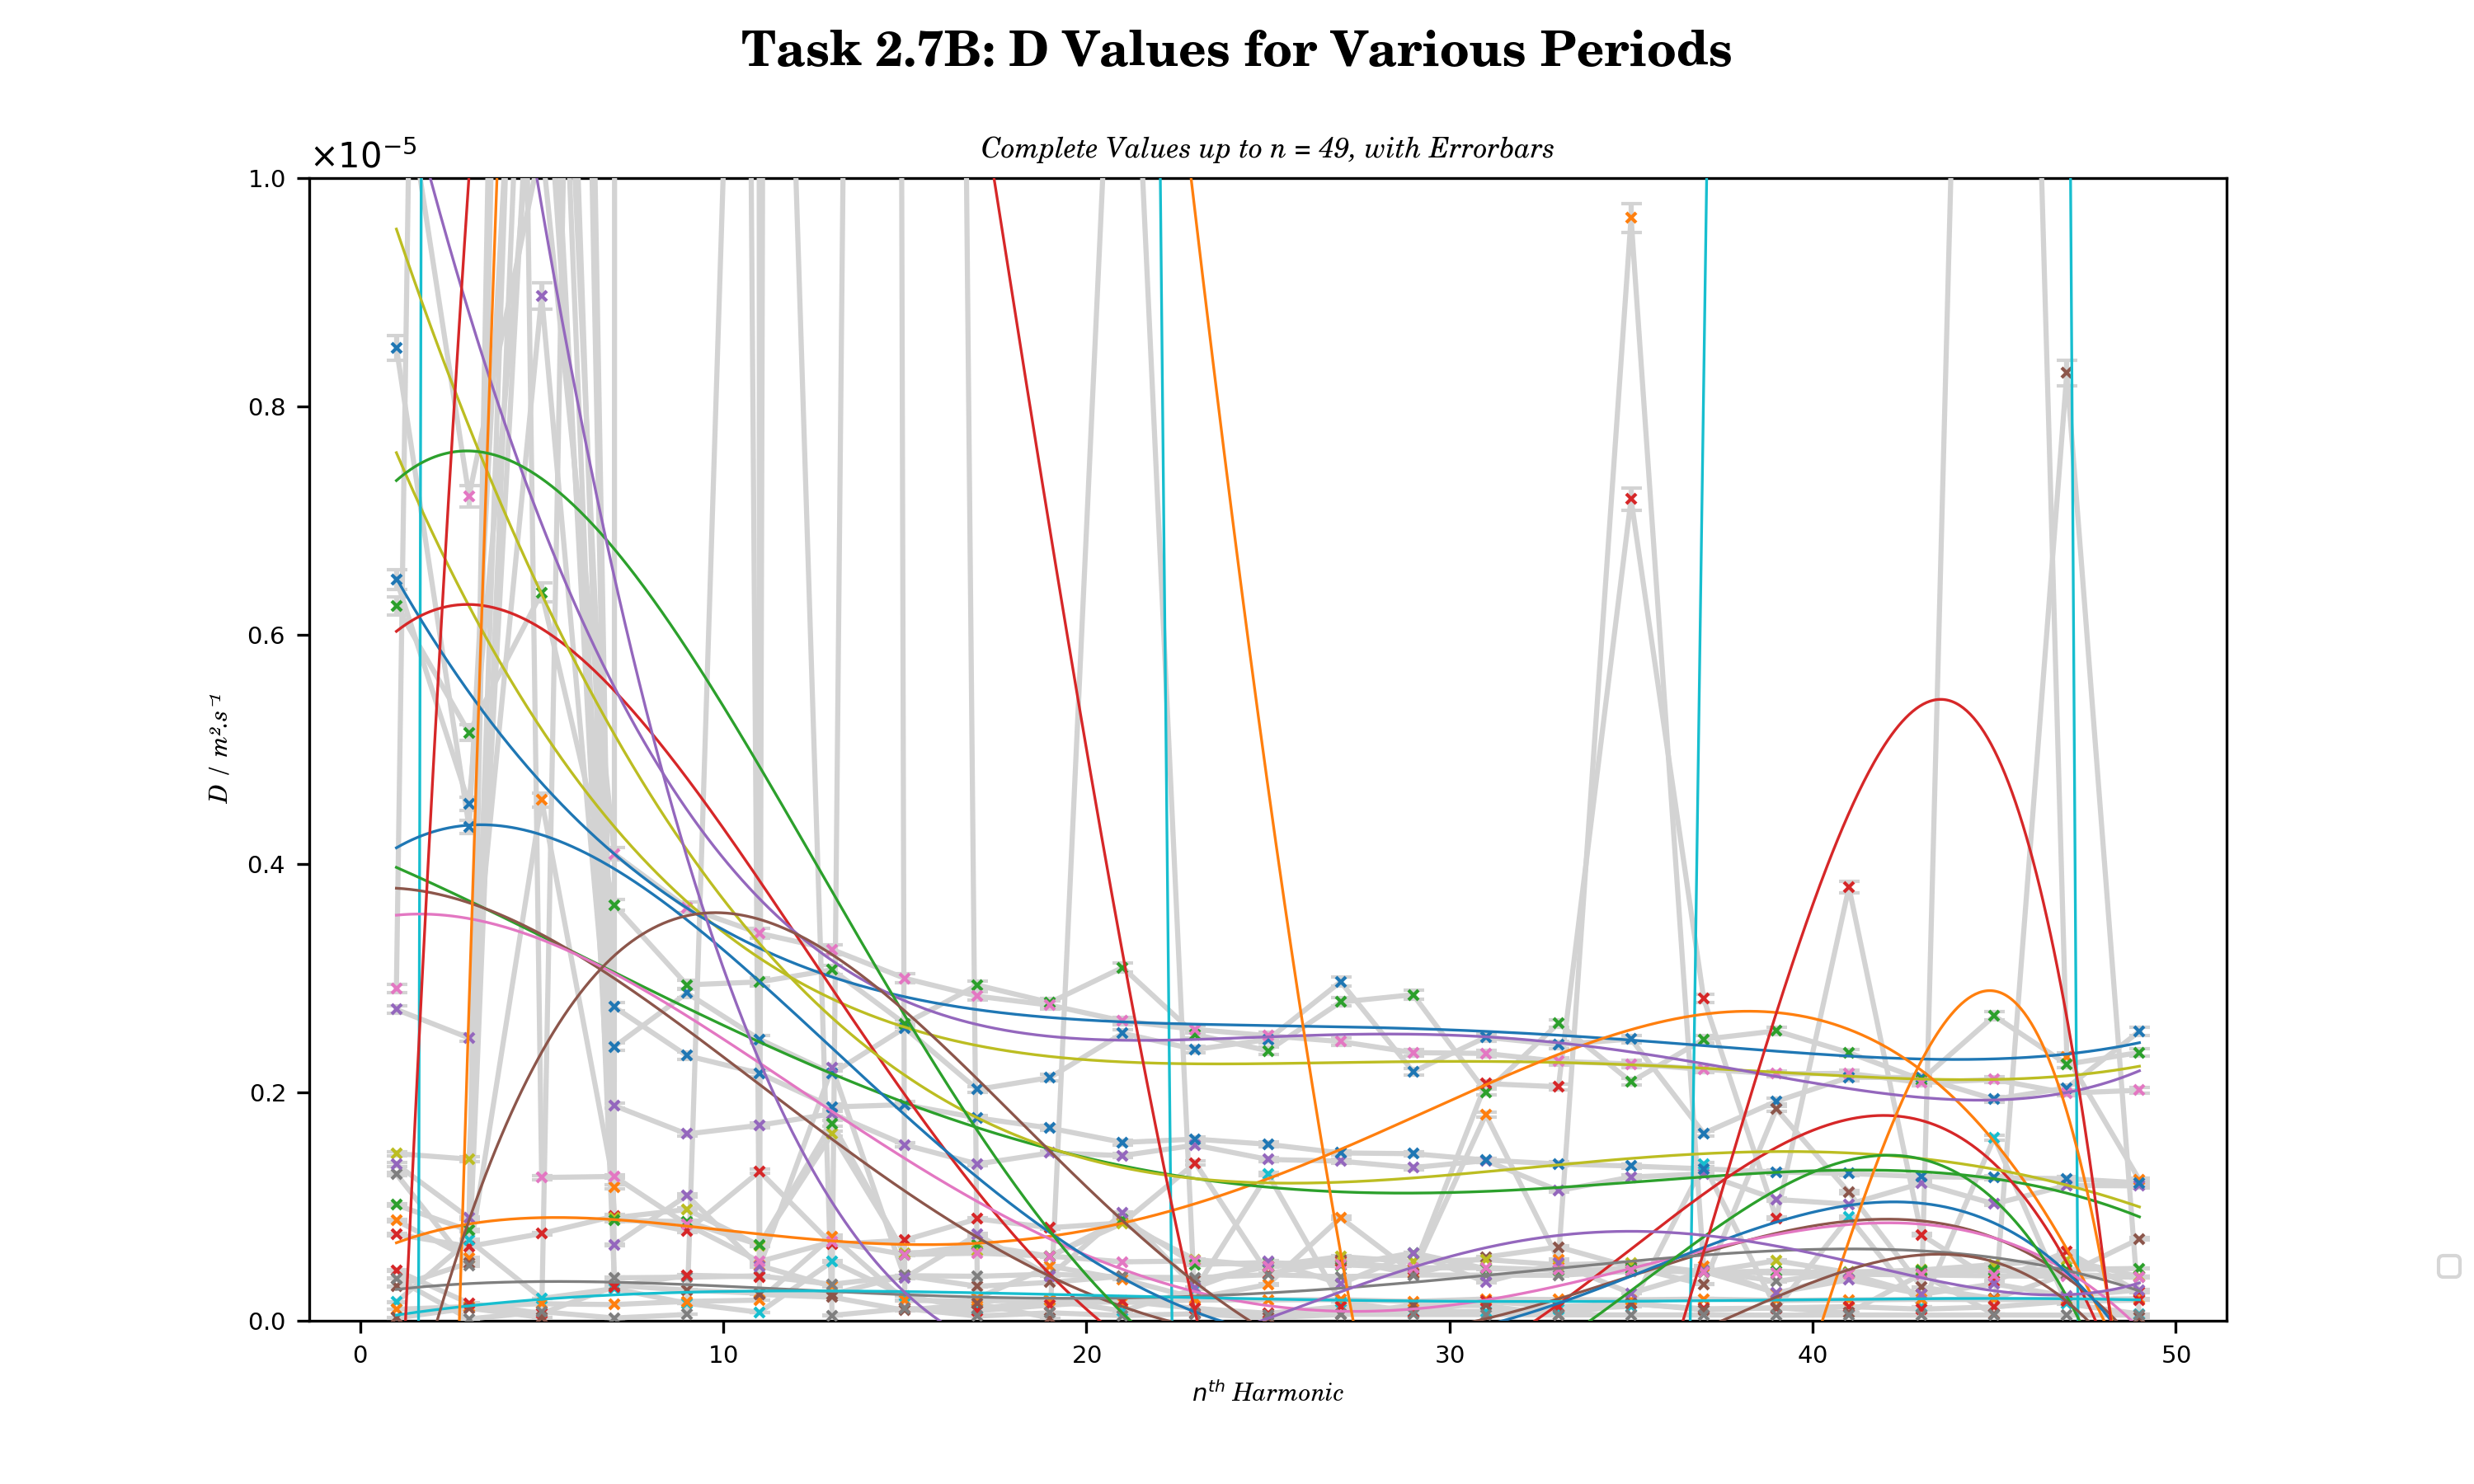 Task 2.7B: D Values for Various Periods
Complete Values up to n = 49, with Errorbars
×10⁻⁵
1.0
0.8
0.6
0.4
0.2
0.0
D / m².s⁻¹
0 10 20 30 40 50
nᵗʰ Harmonic